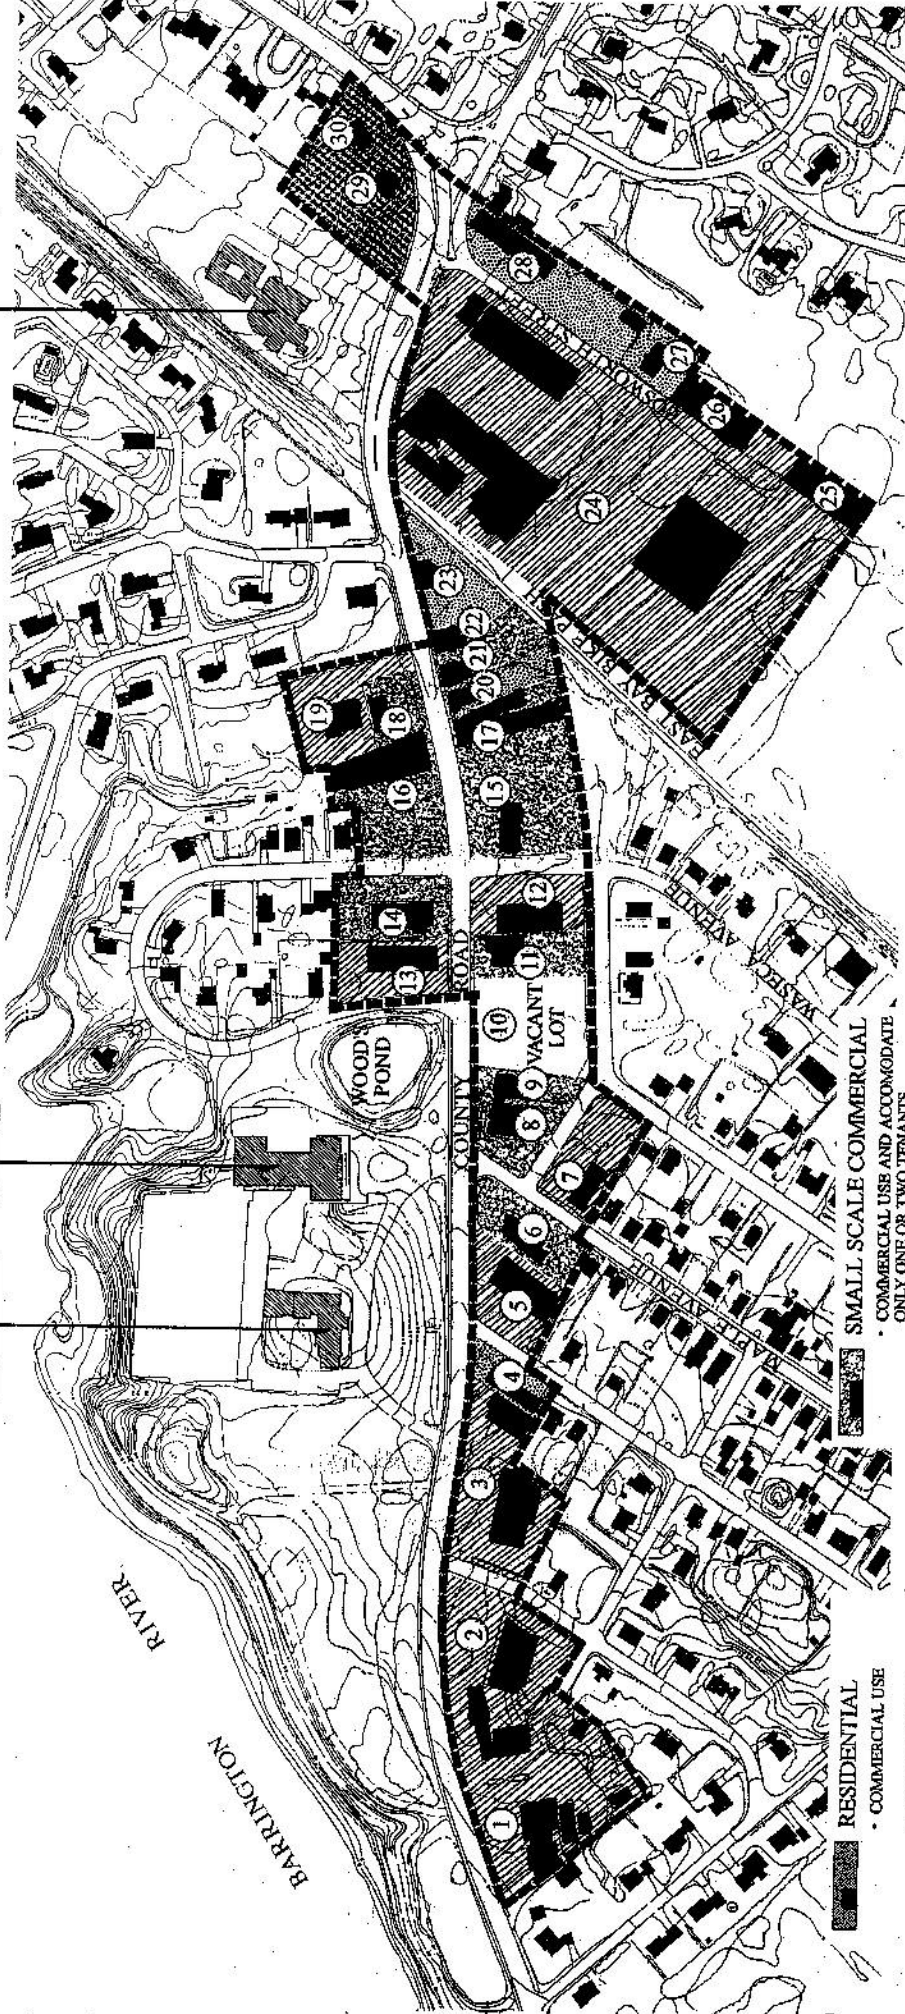 BARRINGTON
RIVER
WOOD'S
POND
COUNTY
ROAD
1
2
3
4
5
6
7
8
9
10
VACANT
LOT
11
12
13
14
15
16
17
18
19
20
21
22
23
24
25
26
27
28
29
30
EAST BAY BIKE P
MAPLE AVENUE
AVENUE
AVENUE
RESIDENTIAL
• COMMERCIAL USE
SMALL SCALE COMMERCIAL
• COMMERCIAL USE AND ACCOMODATE
ONLY ONE OR TWO TENANTS